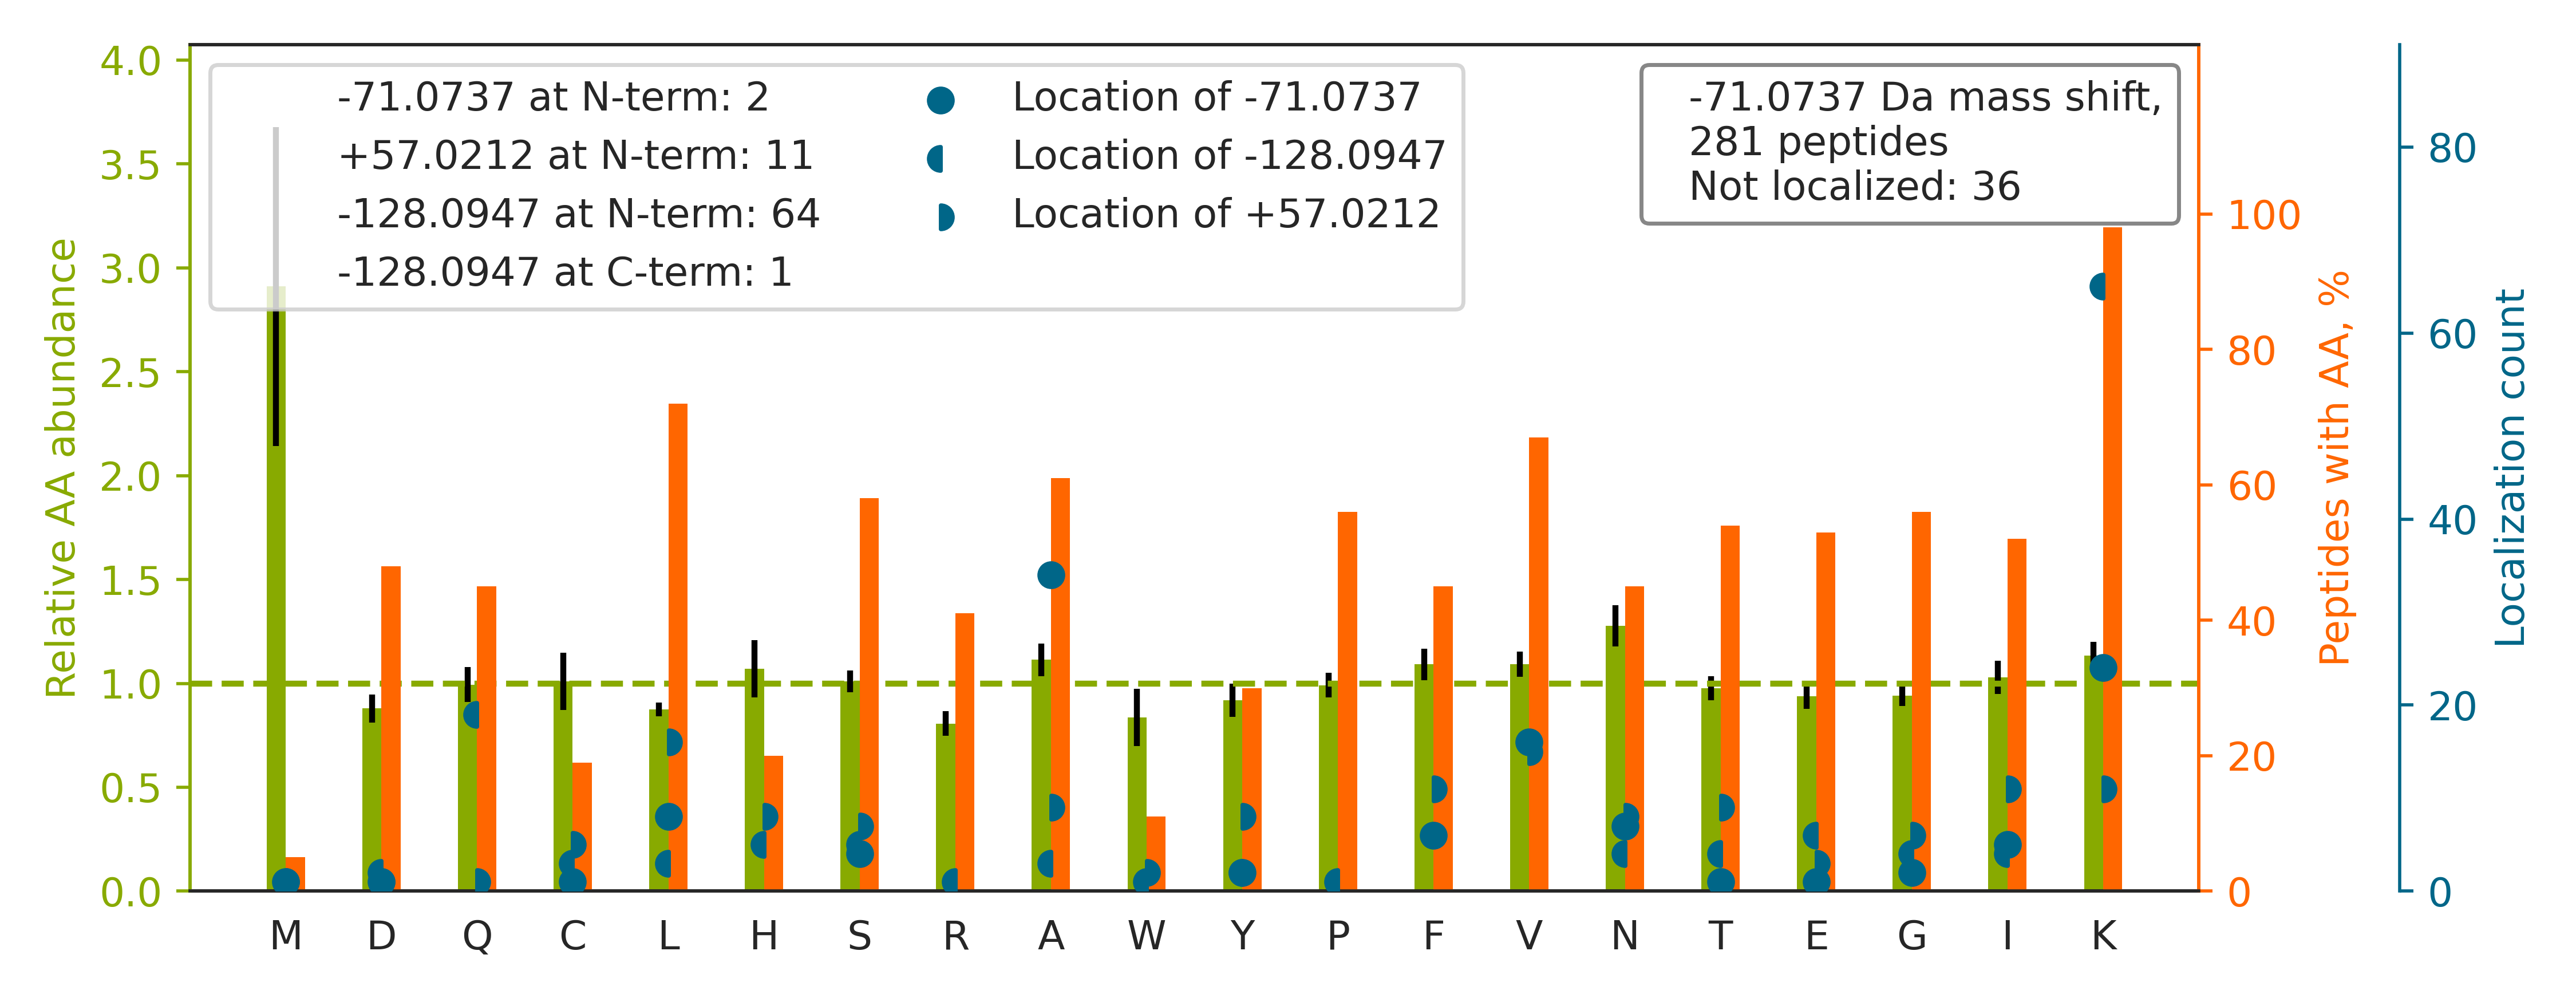 4.0
3.5
3.0
2.5
2.0
1.5
1.0
0.5
0.0
Relative AA abundance
-71.0737 at N-term: 2
+57.0212 at N-term: 11
-128.0947 at N-term: 64
-128.0947 at C-term: 1
Location of -71.0737
Location of -128.0947
Location of +57.0212
-71.0737 Da mass shift,
281 peptides
Not localized: 36
100
80
60
40
20
0
Peptides with AA, %
80
60
40
20
0
Localization count
M D Q C L H S R A W Y P F V N T E G I K